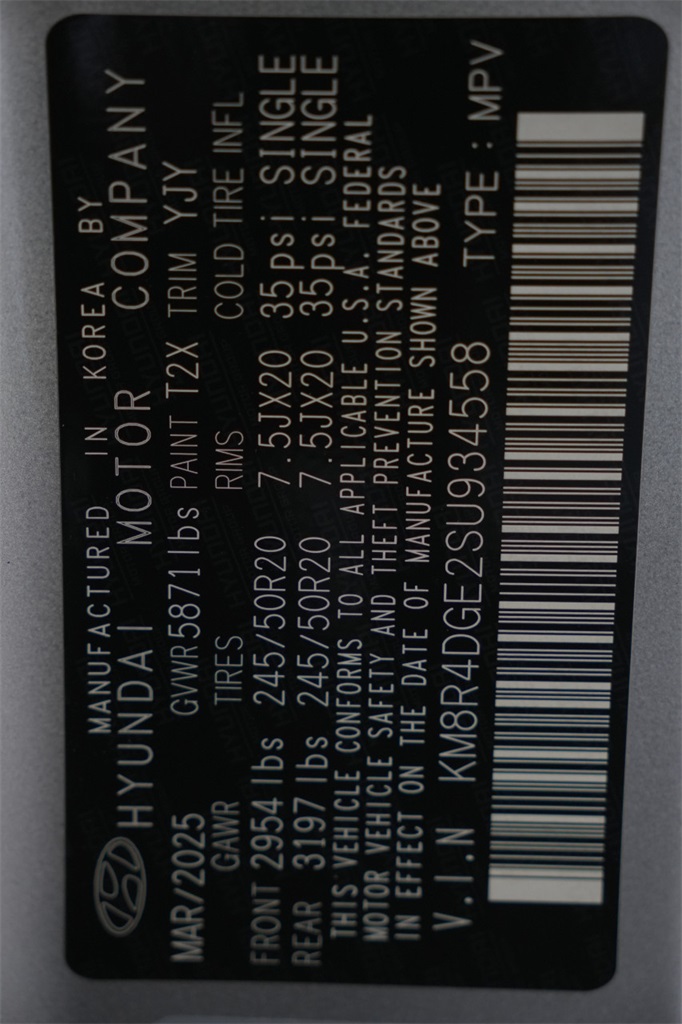 MANUFACTURED IN KOREA BY
HYUNDAI MOTOR COMPANY
MAR/2025 GVWR5871lbs PAINT T2X TRIM YJY
GAWR TIRES RIMS COLD TIRE INFL
FRONT 2954lbs 245/50R20 7.5JX20 35psi SINGLE
REAR 3197lbs 245/50R20 7.5JX20 35psi SINGLE
THIS VEHICLE CONFORMS TO ALL APPLICABLE U.S.A. FEDERAL
MOTOR VEHICLE SAFETY AND THEFT PREVENTION STANDARDS
IN EFFECT ON THE DATE OF MANUFACTURE SHOWN ABOVE
V.I.N KM8R4DGE2SU934558 TYPE : MPV